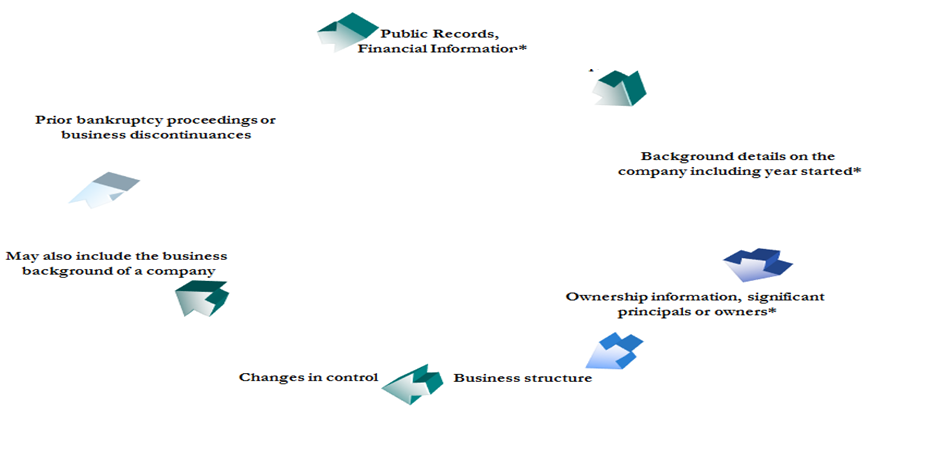 Public Records,
Financial Information*
Prior bankruptcy proceedings or
business discontinuances
Background details on the
company including year started*
May also include the business
background of a company
Ownership information, significant
principals or owners*
Changes in control
Business structure